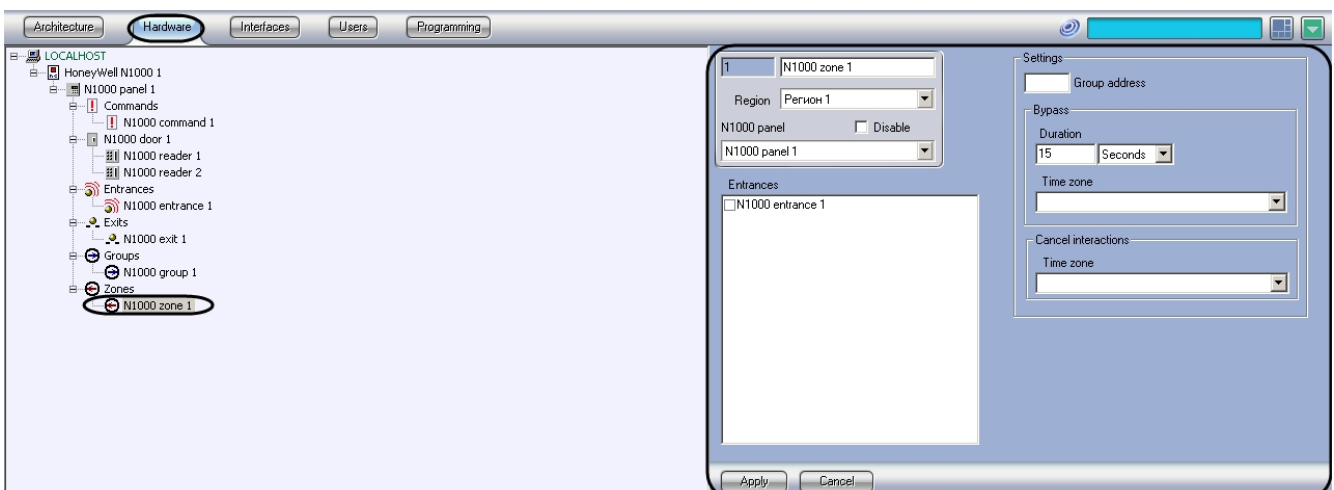 Architecture Hardware Interfaces Users Programming
LOCALHOST
HoneyWell N1000 1
N1000 panel 1
Commands
N1000 command 1
N1000 door 1
N1000 reader 1
N1000 reader 2
Entrances
N1000 entrance 1
Exits
N1000 exit 1
Groups
N1000 group 1
Zones
N1000 zone 1
1 N1000 zone 1
Region Регион 1
N1000 panel Disable
N1000 panel 1
Entrances
N1000 entrance 1
Settings
Group address
Bypass
Duration
15 Seconds
Time zone
Cancel interactions
Time zone
Apply Cancel